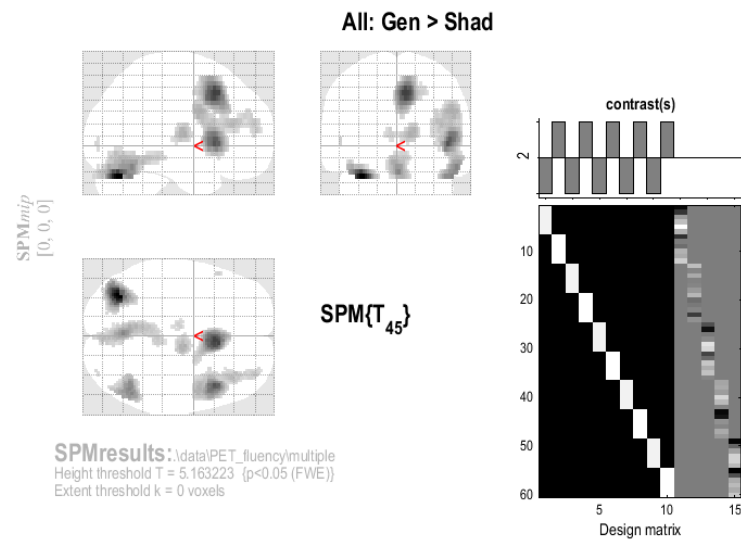 All: Gen > Shad
SPMmip
[0, 0, 0]
<
<
<
SPM{T45}
contrast(s)
2
10
20
30
40
50
60
5
10
15
Design matrix
SPMresults: .\data\PET_fluency\multiple
Height threshold T = 5.163223 {p<0.05 (FWE)}
Extent threshold k = 0 voxels